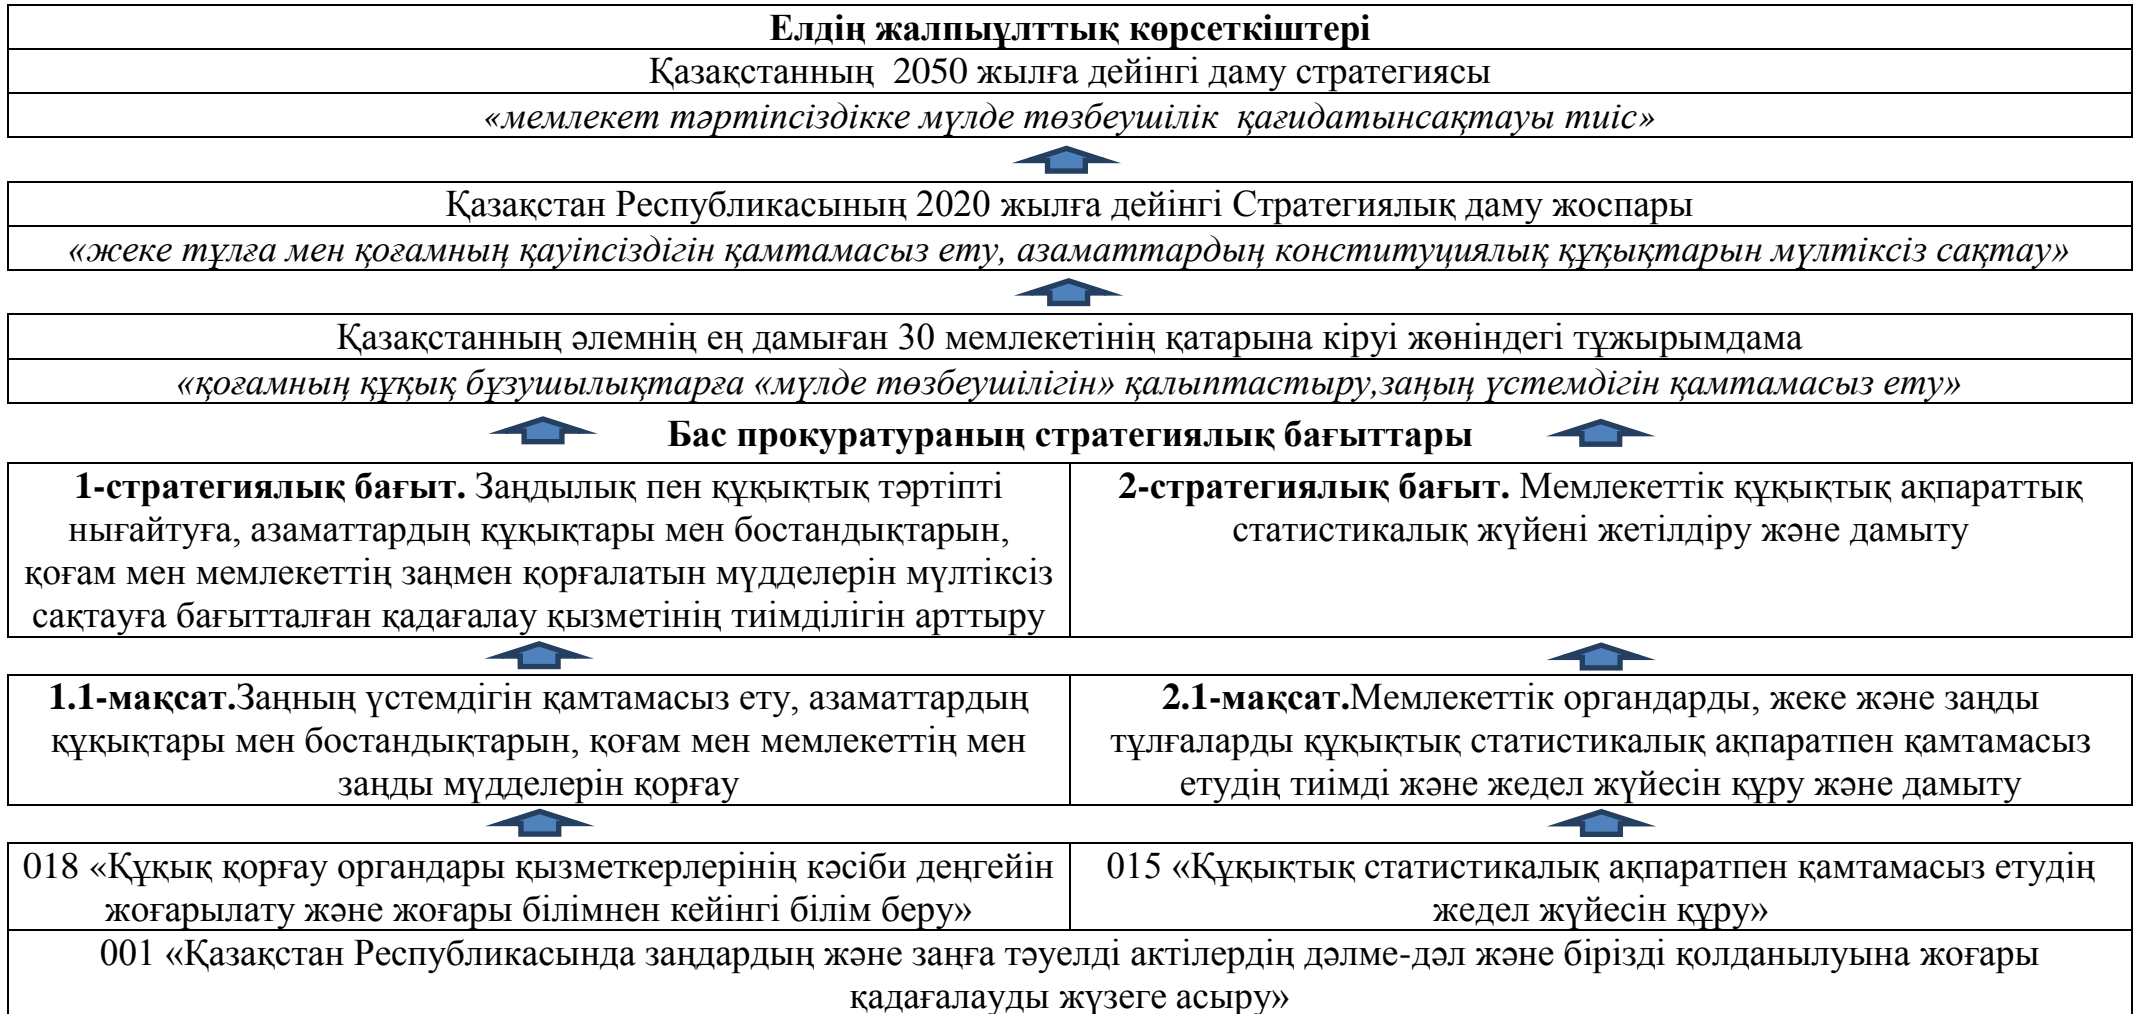 Елдің жалпыұлттық көрсеткіштері
Қазақстанның 2050 жылға дейінгі даму стратегиясы
«мемлекет тәртіпсіздікке мүлде төзбеушілік қағидатынсақтауы тиіс»
Қазақстан Республикасының 2020 жылға дейінгі Стратегиялық даму жоспары
«жеке тұлға мен қоғамның қауіпсіздігін қамтамасыз ету, азаматтардың конституциялық құқықтарын мүлтіксіз сақтау»
Қазақстанның әлемнің ең дамыған 30 мемлекетінің қатарына кіруі жөніндегі тұжырымдама
«қоғамның құқық бұзушылықтарға «мүлде төзбеушілігін» қалыптастыру,заңың үстемдігін қамтамасыз ету»
Бас прокуратураның стратегиялық бағыттары
1-стратегиялық бағыт. Заңдылық пен құқықтық тәртіпті
нығайтуға, азаматтардың құқықтары мен бостандықтарын,
қоғам мен мемлекеттің заңмен қорғалатын мүдделерін мүлтіксіз
сақтауға бағытталған қадағалау қызметінің тиімділігін арттыру
2-стратегиялық бағыт. Мемлекеттік құқықтық ақпараттық
статистикалық жүйені жетілдіру және дамыту
1.1-мақсат.Заңның үстемдігін қамтамасыз ету, азаматтардың
құқықтары мен бостандықтарын, қоғам мен мемлекеттің мен
заңды мүдделерін қорғау
2.1-мақсат.Мемлекеттік органдарды, жеке және заңды
тұлғаларды құқықтық статистикалық ақпаратпен қамтамасыз
етудің тиімді және жедел жүйесін құру және дамыту
018 «Құқық қорғау органдары қызметкерлерінің кәсіби деңгейін
жоғарылату және жоғары білімнен кейінгі білім беру»
015 «Құқықтық статистикалық ақпаратпен қамтамасыз етудің
жедел жүйесін құру»
001 «Қазақстан Республикасында заңдардың және заңға тәуелді актілердің дәлме-дәл және бірізді қолданылуына жоғары
қадағалауды жүзеге асыру»